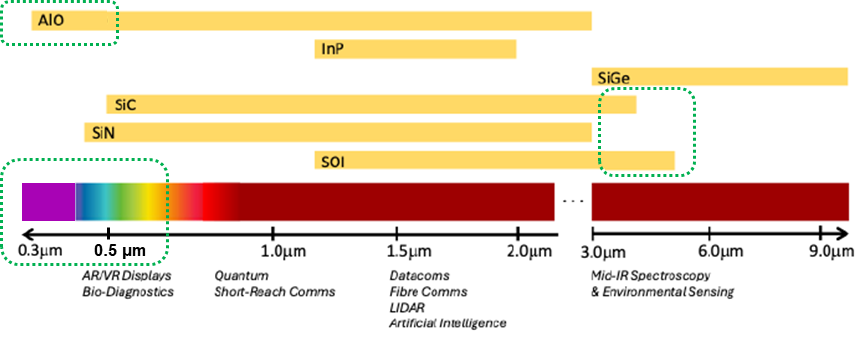 AlO
InP
SiGe
SiC
SiN
SOI
...
0.3μm 0.5 μm 1.0μm 1.5μm 2.0μm 3.0μm 6.0μm 9.0μm
AR/VR Displays
Bio-Diagnostics
Quantum
Short-Reach Comms
Datacoms
Fibre Comms
LIDAR
Artificial Intelligence
Mid-IR Spectroscopy
& Environmental Sensing